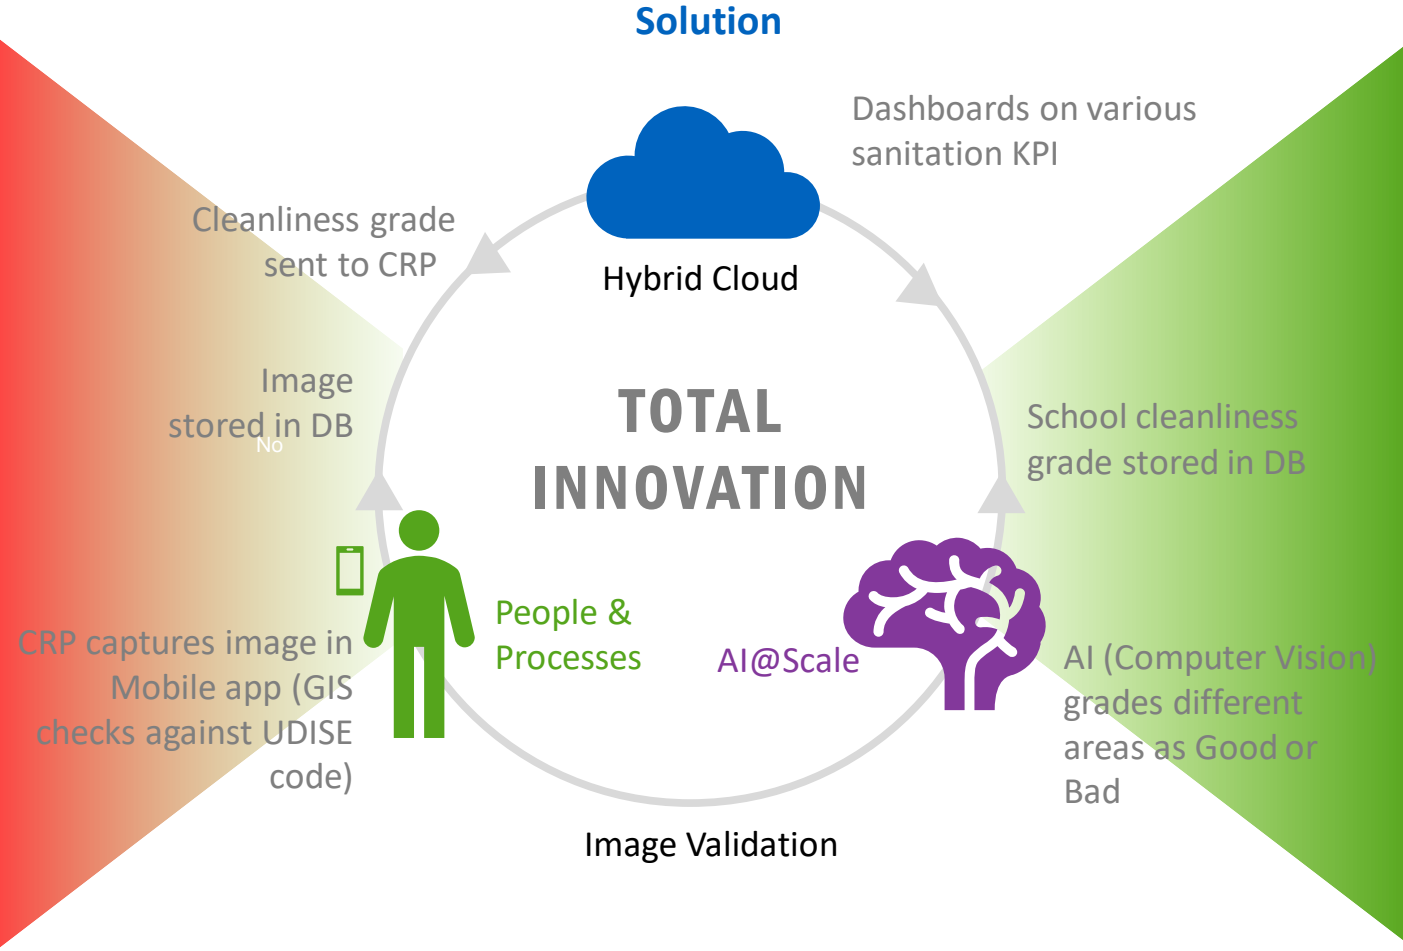 Solution
Dashboards on various
sanitation KPI
Cleanliness grade
sent to CRP
Hybrid Cloud
Image
stored in DB
No
TOTAL
INNOVATION
School cleanliness
grade stored in DB
People &
Processes
AI@Scale
CRP captures image in
Mobile app (GIS
checks against UDISE
code)
AI (Computer Vision)
grades different
areas as Good or
Bad
Image Validation